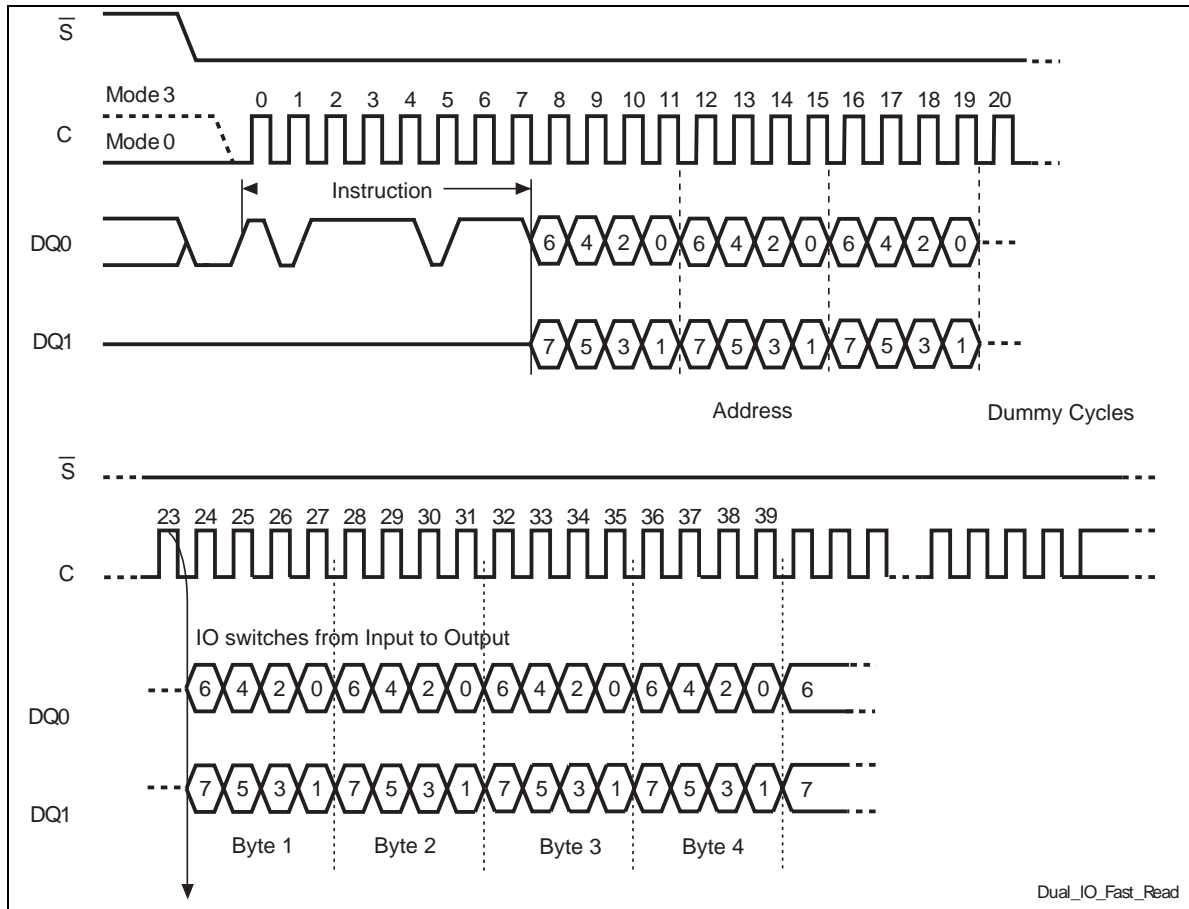 S
Mode 3
0 1 2 3 4 5 6 7 8 9 10 11 12 13 14 15 16 17 18 19 20
C
Mode 0
Instruction
DQ0
6 4 2 0 6 4 2 0 6 4 2 0
DQ1
7 5 3 1 7 5 3 1 7 5 3 1
Address Dummy Cycles
S
23 24 25 26 27 28 29 30 31 32 33 34 35 36 37 38 39
C
IO switches from Input to Output
6 4 2 0 6 4 2 0 6 4 2 0 6 4 2 0 6
DQ0
7 5 3 1 7 5 3 1 7 5 3 1 7 5 3 1 7
DQ1
Byte 1 Byte 2 Byte 3 Byte 4
Dual_IO_Fast_Read